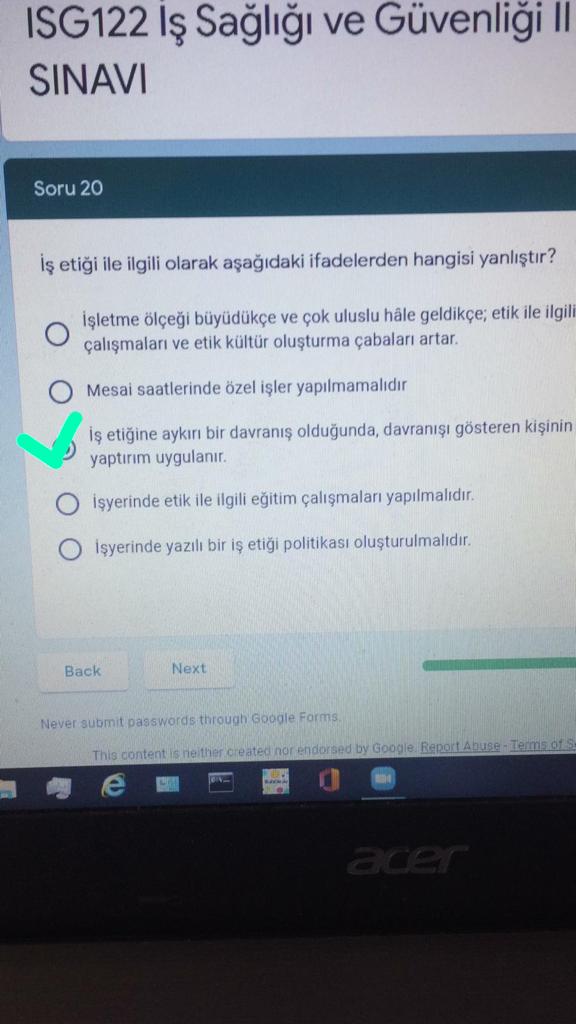 ISG122 İş Sağlığı ve Güvenliği II
SINAVI
Soru 20
İş etiği ile ilgili olarak aşağıdaki ifadelerden hangisi yanlıştır?
İşletme ölçeği büyüdükçe ve çok uluslu hâle geldikçe; etik ile ilgili
çalışmaları ve etik kültür oluşturma çabaları artar.
Mesai saatlerinde özel işler yapılmamalıdır
İş etiğine aykırı bir davranış olduğunda, davranışı gösteren kişinin
yaptırım uygulanır.
İşyerinde etik ile ilgili eğitim çalışmaları yapılmalıdır.
İşyerinde yazılı bir iş etiği politikası oluşturulmalıdır.
Back
Next
Never submit passwords through Google Forms.
This content is neither created nor endorsed by Google. Report Abuse - Terms of
acer